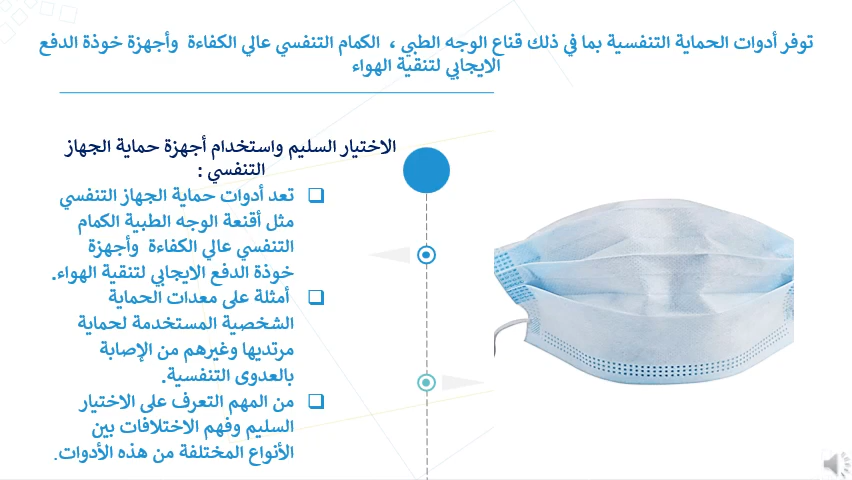 توفر أدوات الحماية التنفسية بما في ذلك قناع الوجه الطبي ، الكمام التنفسي عالي الكفاءة وأجهزة خوذة الدفع
الايجابي لتنقية الهواء
الاختيار السليم واستخدام أجهزة حماية الجهاز
التنفسي :
تعد أدوات حماية الجهاز التنفسي
مثل أقنعة الوجه الطبية الكمام
التنفسي عالي الكفاءة وأجهزة
خوذة الدفع الايجابي لتنقية الهواء.
أمثلة على معدات الحماية
الشخصية المستخدمة لحماية
مرتديها وغيرهم من الإصابة
بالعدوى التنفسية.
من المهم التعرف على الاختيار
السليم وفهم الاختلافات بين
الأنواع المختلفة من هذه الأدوات.